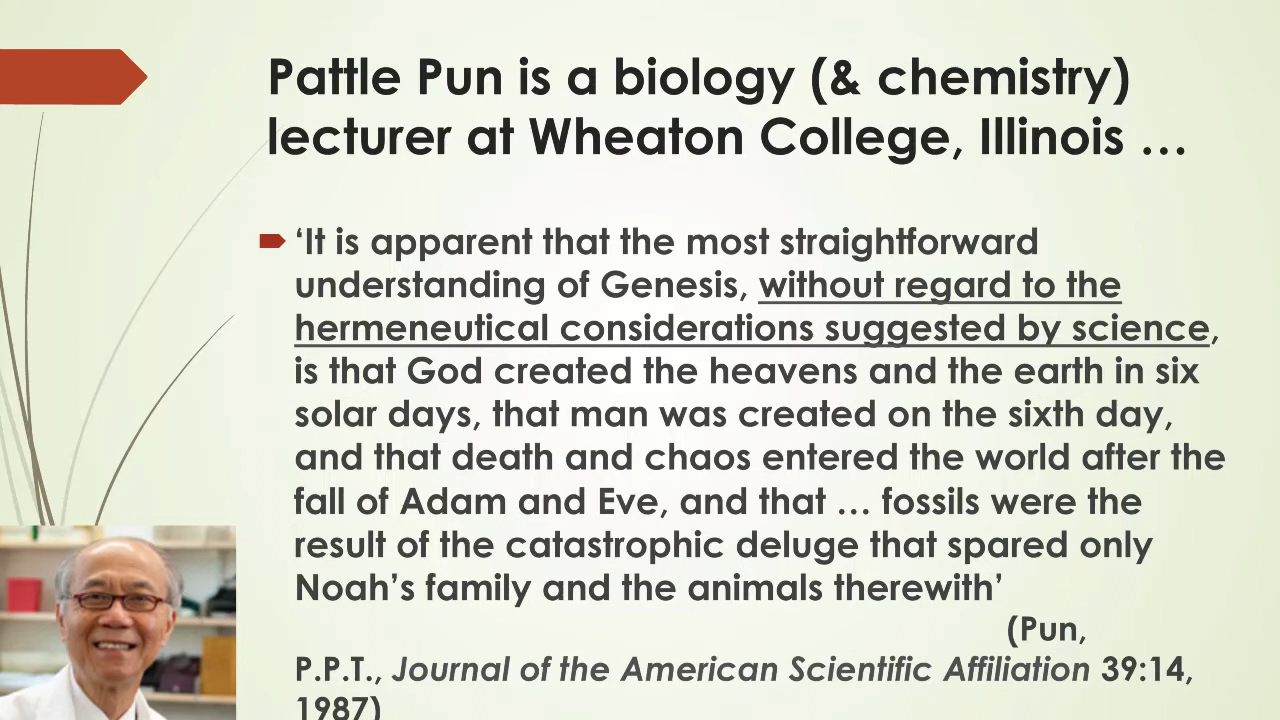 Pattle Pun is a biology (& chemistry)
lecturer at Wheaton College, Illinois …
‘It is apparent that the most straightforward
understanding of Genesis, without regard to the
hermeneutical considerations suggested by science,
is that God created the heavens and the earth in six
solar days, that man was created on the sixth day,
and that death and chaos entered the world after the
fall of Adam and Eve, and that … fossils were the
result of the catastrophic deluge that spared only
Noah’s family and the animals therewith’
(Pun,
P.P.T., Journal of the American Scientific Affiliation 39:14,
1987)